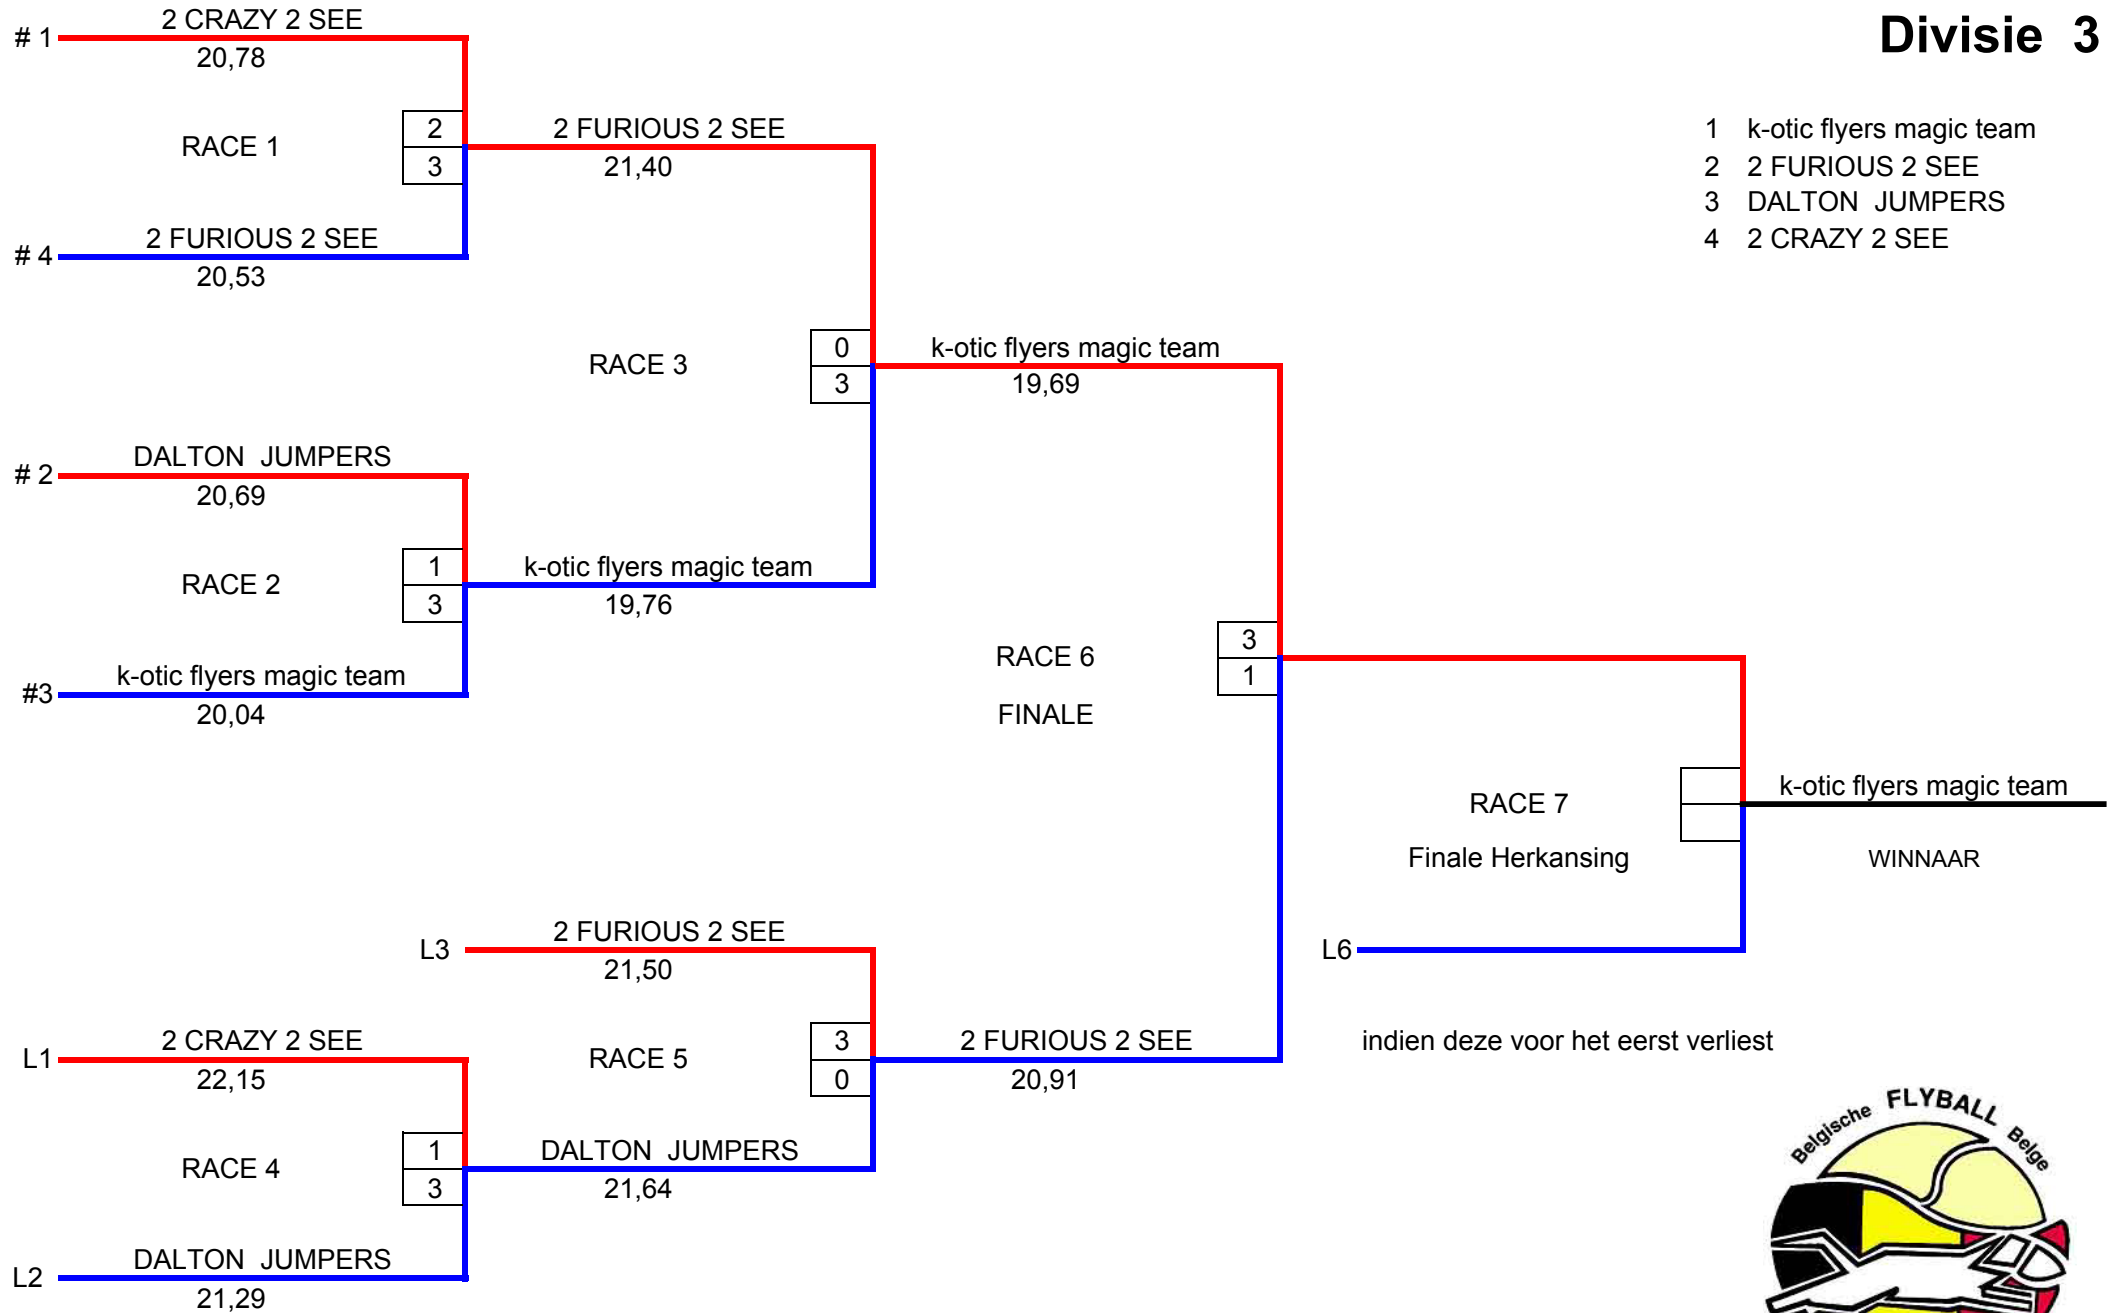 Divisie 3
# 1
2 CRAZY 2 SEE
20,78
RACE 1
2
3
# 4
2 FURIOUS 2 SEE
20,53
2 FURIOUS 2 SEE
21,40
1 k-otic flyers magic team
2 2 FURIOUS 2 SEE
3 DALTON JUMPERS
4 2 CRAZY 2 SEE
RACE 3
0
3
k-otic flyers magic team
19,69
# 2
DALTON JUMPERS
20,69
RACE 2
1
3
#3
k-otic flyers magic team
20,04
k-otic flyers magic team
19,76
RACE 6
FINALE
3
1
RACE 7
Finale Herkansing
k-otic flyers magic team
WINNAAR
L3
2 FURIOUS 2 SEE
21,50
L6
indien deze voor het eerst verliest
RACE 5
3
0
2 FURIOUS 2 SEE
20,91
L1
2 CRAZY 2 SEE
22,15
RACE 4
1
3
DALTON JUMPERS
21,64
L2
DALTON JUMPERS
21,29
Belgische FLYBALL Belge